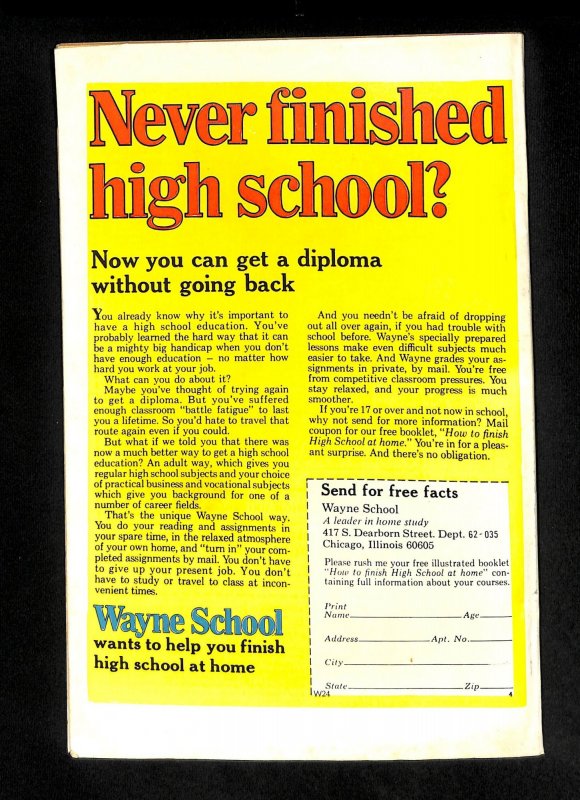 Never finished
high school?
Now you can get a diploma
without going back
You already know why it's important to
have a high school education. You've
probably learned the hard way that it can
be a mighty big handicap when you don't
have enough education – no matter how
hard you work at your job.
What can you do about it?
Maybe you've thought of trying again
to get a diploma. But you've suffered
enough classroom "battle fatigue" to last
you a lifetime. So you'd hate to travel that
route again even if you could.
But what if we told you that there was
now a much better way to get a high school
education? An adult way, which gives you
regular high school subjects and your choice
of practical business and vocational subjects
which give you background for one of a
number of career fields.
That's the unique Wayne School way.
You do your reading and assignments in
your spare time, in the relaxed atmosphere
of your own home, and "turn in" your com-
pleted assignments by mail. You don't have
to give up your present job. You don't
have to study or travel to class at incon-
venient times.
Wayne School
wants to help you finish
high school at home
And you needn't be afraid of dropping
out all over again, if you had trouble with
school before. Wayne's specially prepared
lessons make even difficult subjects much
easier to take. And Wayne grades your as-
signments in private, by mail. You're free
from competitive classroom pressures. You
stay relaxed, and your progress is much
smoother.
If you're 17 or over and not now in school,
why not send for more information? Mail
coupon for our free booklet, "How to finish
High School at home." You're in for a pleas-
ant surprise. And there's no obligation.
Send for free facts
Wayne School
A leader in home study
417 S. Dearborn Street. Dept. 62-035
Chicago, Illinois 60605
Please rush me your free illustrated booklet
"How to finish High School at home" con-
taining full information about your courses.
Print
Name Age
Address Apt. No.
City
State Zip
W24 4